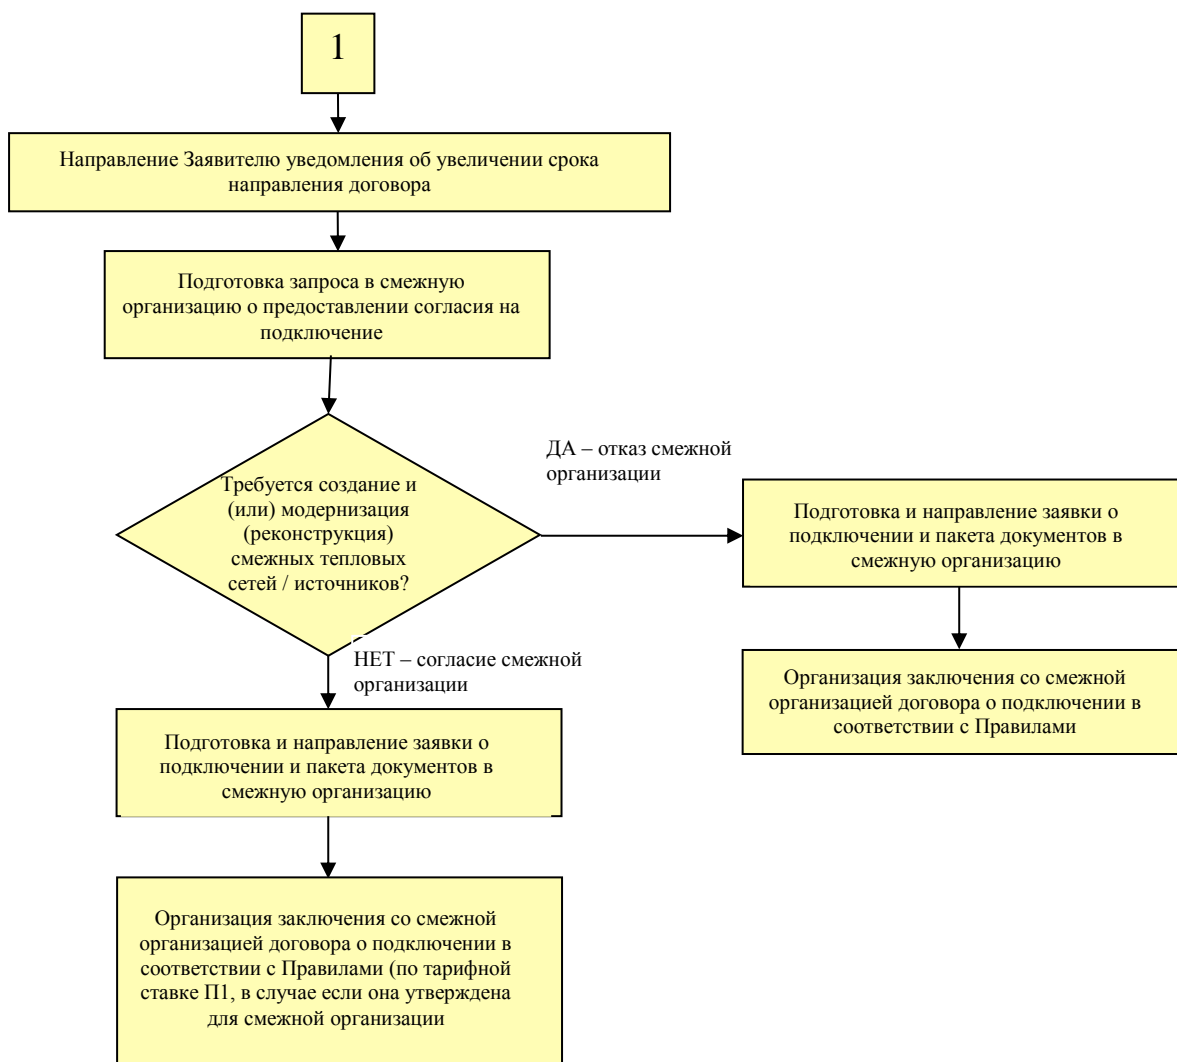 1
Направление Заявителю уведомления об увеличении срока
направления договора
Подготовка запроса в смежную
организацию о предоставлении согласия на
подключение
Требуется создание и
(или) модернизация
(реконструкция)
смежных тепловых
сетей / источников?
ДА – отказ смежной
организации
Подготовка и направление заявки о
подключении и пакета документов в
смежную организацию
Организация заключения со смежной
организацией договора о подключении в
соответствии с Правилами
НЕТ – согласие смежной
организации
Подготовка и направление заявки о
подключении и пакета документов в
смежную организацию
Организация заключения со смежной
организацией договора о подключении в
соответствии с Правилами (по тарифной
ставке П1, в случае если она утверждена
для смежной организации